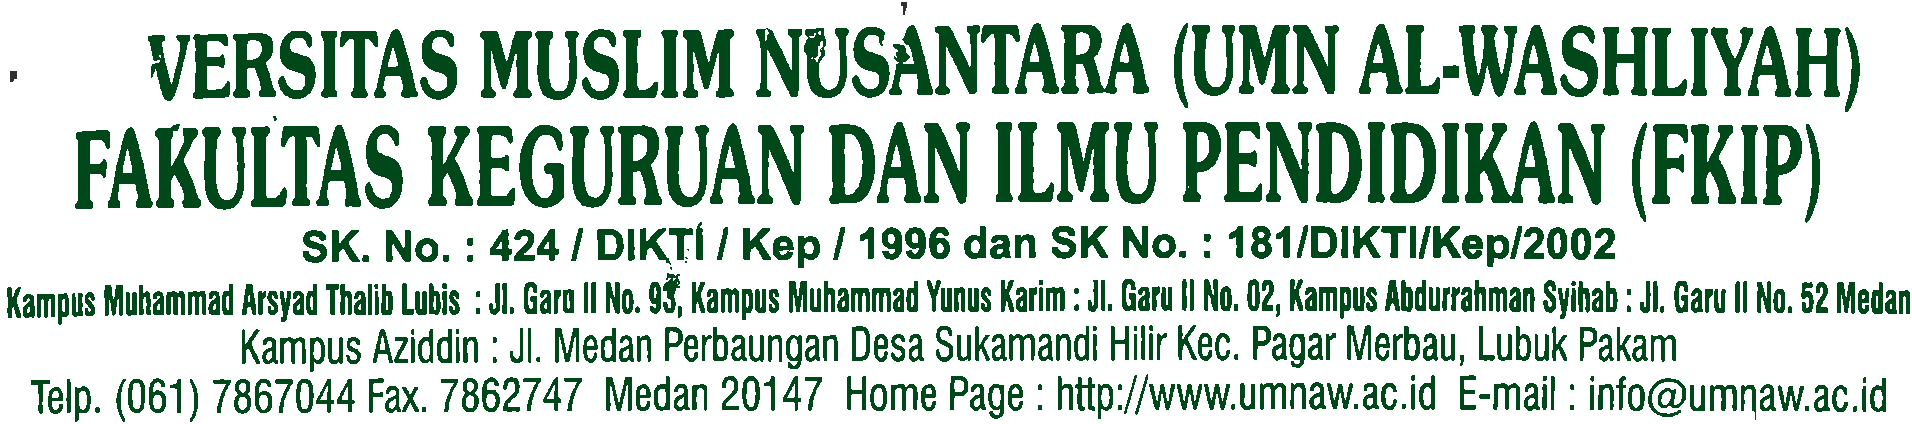 VERSITAS MUSLIM NUSANTARA (UMN AL-WASHLIYAH)
FAKULTAS KEGURUAN DAN ILMU PENDIDIKAN (FKIP)
SK. No. : 424 / DIKTI / Kep / 1996 dan SK No. : 181/DIKTI/Kep/2002
Kampus Muhammad Arsyad Thalib Lubis : Jl. Garu II No. 93, Kampus Muhammad Yunus Karim : Jl. Garu II No. 02, Kampus Abdurrahman Syihab : Jl. Garu II No. 52 Medan
Kampus Aziddin : Jl. Medan Perbaungan Desa Sukamandi Hilir Kec. Pagar Merbau, Lubuk Pakam
Telp. (061) 7867044 Fax. 7862747 Medan 20147 Home Page : http://www.umnaw.ac.id E-mail : info@umnaw.ac.id